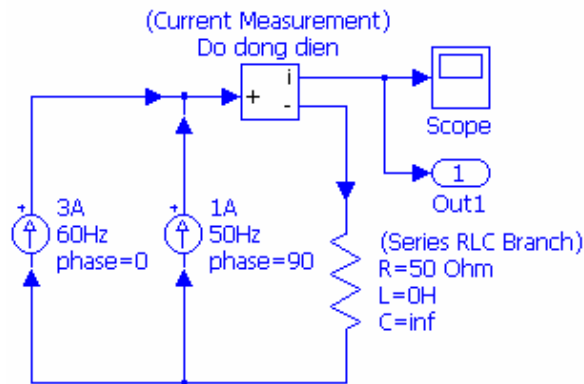 (Current Measurement)
Do dong dien
i
+
-
Scope
1
Out1
+
3A
60Hz
phase=0
+
1A
50Hz
phase=90
(Series RLC Branch)
R=50 Ohm
L=0H
C=inf